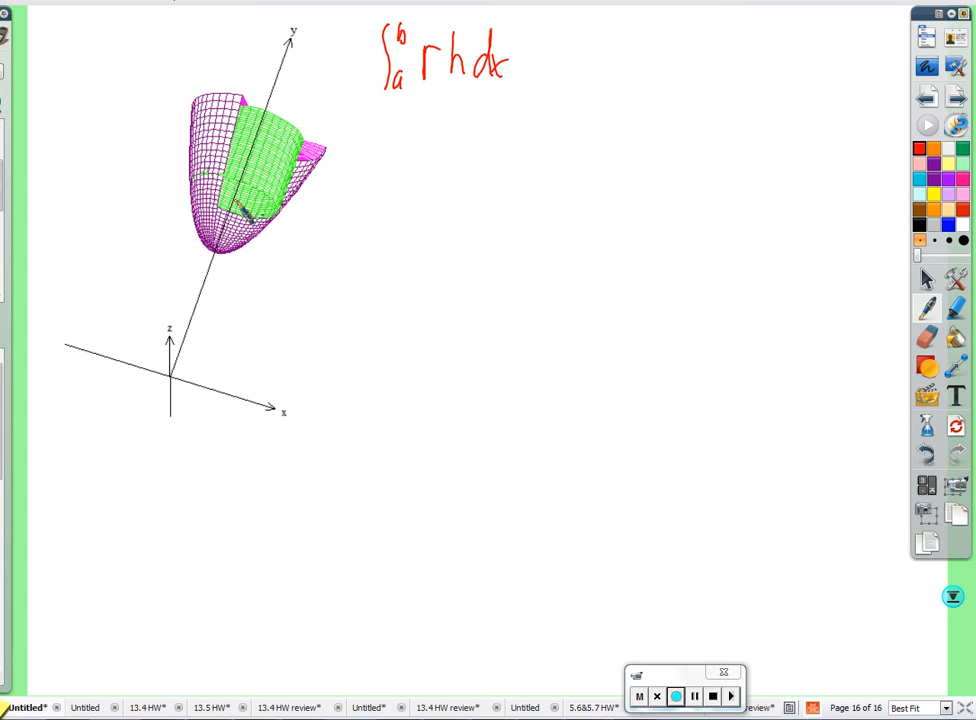 y
∫ₐᵇ r h dx
z
x
T
M
Untitled*
Untitled
13.4 HW*
13.5 HW*
13.4 HW review*
Untitled*
13.4 HW review*
Untitled
5.6&5.7 HW*
review*
Page 16 of 16
Best Fit